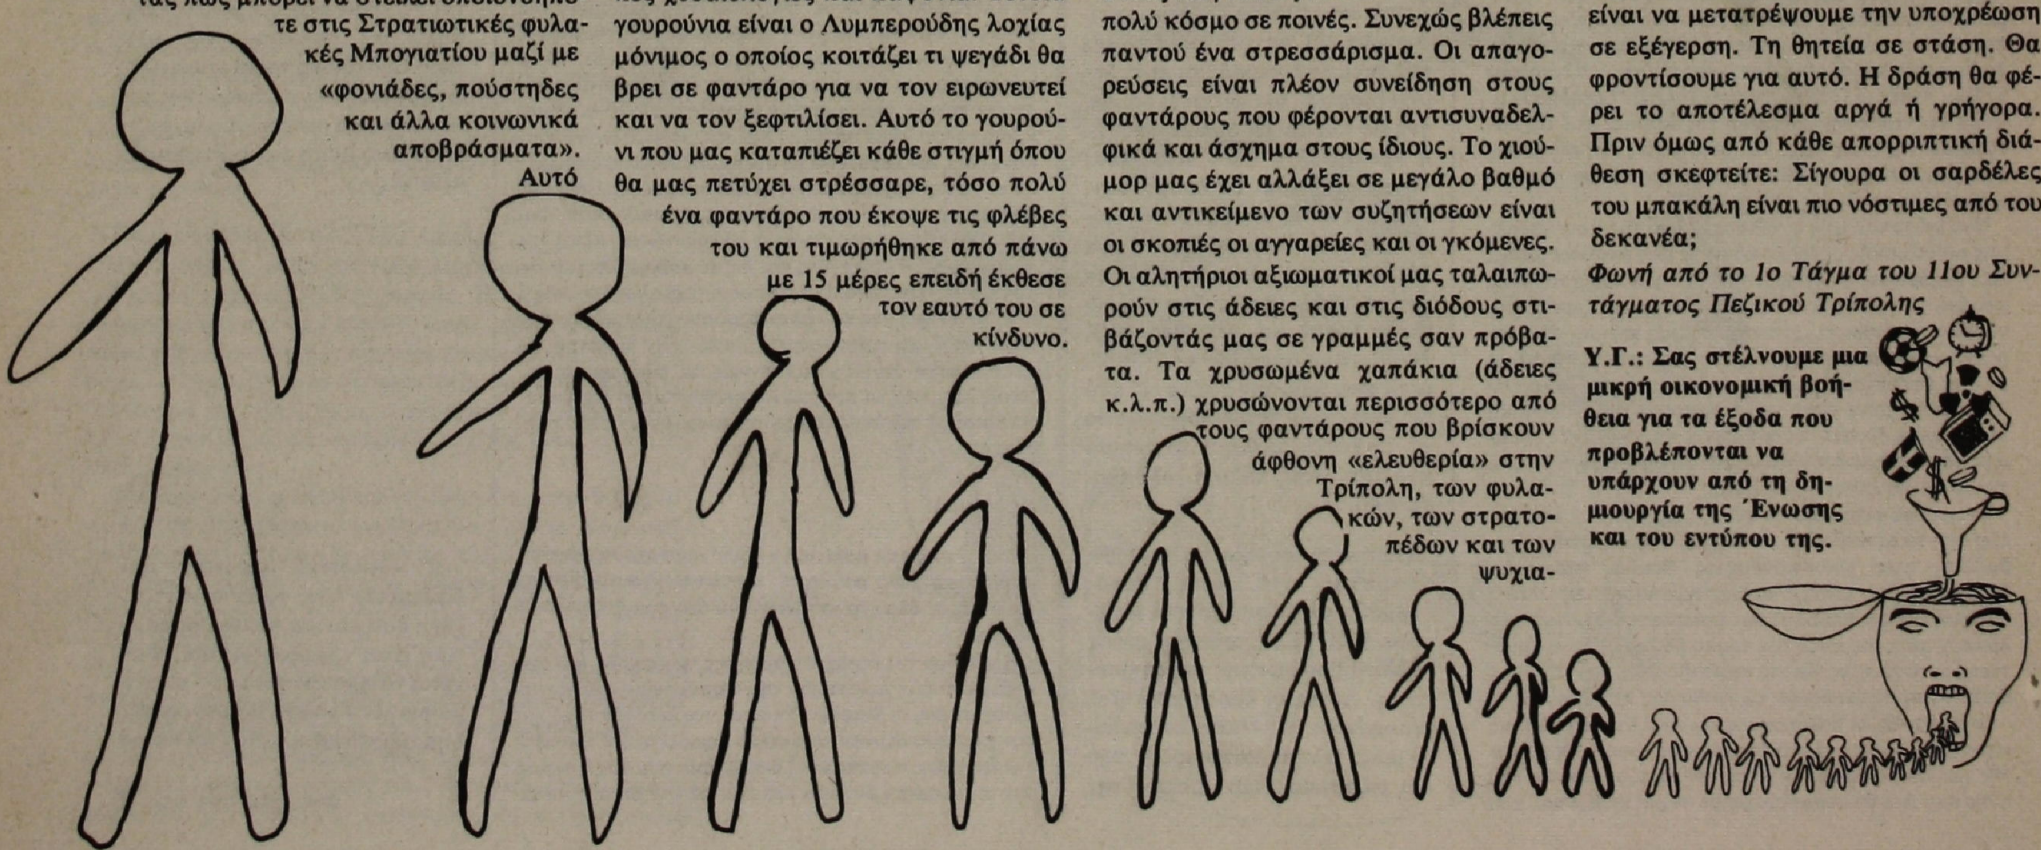 τε στις Στρατιωτικές φυλα-
κές Μπογιατίου μαζί με
«φονιάδες, πούστηδες
και άλλα κοινωνικά
αποβράσματα».
Αυτό
γουρούνια είναι ο Λυμπερούδης λοχίας
μόνιμος ο οποίος κοιτάζει τι ψεγάδι θα
βρει σε φαντάρο για να τον ειρωνευτεί
και να τον ξεφτιλίσει. Αυτό το γουρού-
νι που μας καταπιέζει κάθε στιγμή όπου
θα μας πετύχει στρέσσαρε, τόσο πολύ
ένα φαντάρο που έκοψε τις φλέβες
του και τιμωρήθηκε από πάνω
με 15 μέρες επειδή έκθεσε
τον εαυτό του σε
κίνδυνο.
πολύ κόσμο σε ποινές. Συνεχώς βλέπεις
παντού ένα στρεσσάρισμα. Οι απαγο-
ρεύσεις είναι πλέον συνείδηση στους
φαντάρους που φέρονται αντισυναδελ-
φικά και άσχημα στους ίδιους. Το χιού-
μορ μας έχει αλλάξει σε μεγάλο βαθμό
και αντικείμενο των συζητήσεων είναι
οι σκοπιές οι αγγαρείες και οι γκόμενες.
Οι αλητήριοι αξιωματικοί μας ταλαιπω-
ρούν στις άδειες και στις διόδους στι-
βάζοντάς μας σε γραμμές σαν πρόβα-
τα. Τα χρυσωμένα χαπάκια (άδειες
κ.λ.π.) χρυσώνονται περισσότερο από
τους φαντάρους που βρίσκουν
άφθονη «ελευθερία» στην
Τρίπολη, των φυλα-
κών, των στρατο-
πέδων και των
ψυχια-
είναι να μετατρέψουμε την υποχρέωση
σε εξέγερση. Τη θητεία σε στάση. Θα
φροντίσουμε για αυτό. Η δράση θα φέ-
ρει το αποτέλεσμα αργά ή γρήγορα.
Πριν όμως από κάθε απορριπτική διά-
θεση σκεφτείτε: Σίγουρα οι σαρδέλες
του μπακάλη είναι πιο νόστιμες από του
δεκανέα;
Φωνή από το 1ο Τάγμα του 11ου Συν-
τάγματος Πεζικού Τρίπολης
Υ.Γ.: Σας στέλνουμε μια
μικρή οικονομική βοή-
θεια για τα έξοδα που
προβλέπονται να
υπάρχουν από τη δη-
μιουργία της Ένωσης
και του εντύπου της.